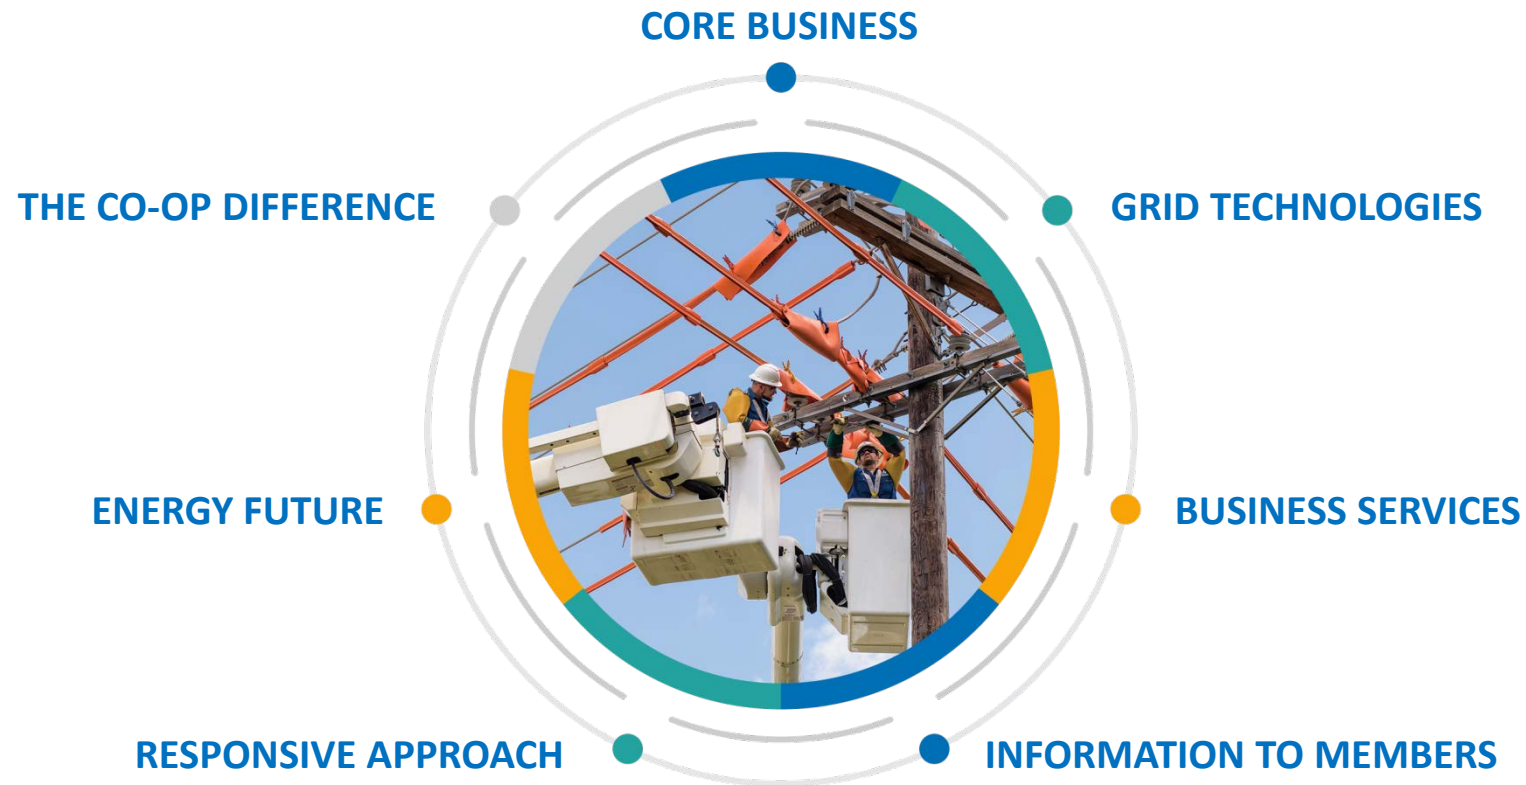 CORE BUSINESS
THE CO-OP DIFFERENCE
GRID TECHNOLOGIES
ENERGY FUTURE
BUSINESS SERVICES
RESPONSIVE APPROACH
INFORMATION TO MEMBERS